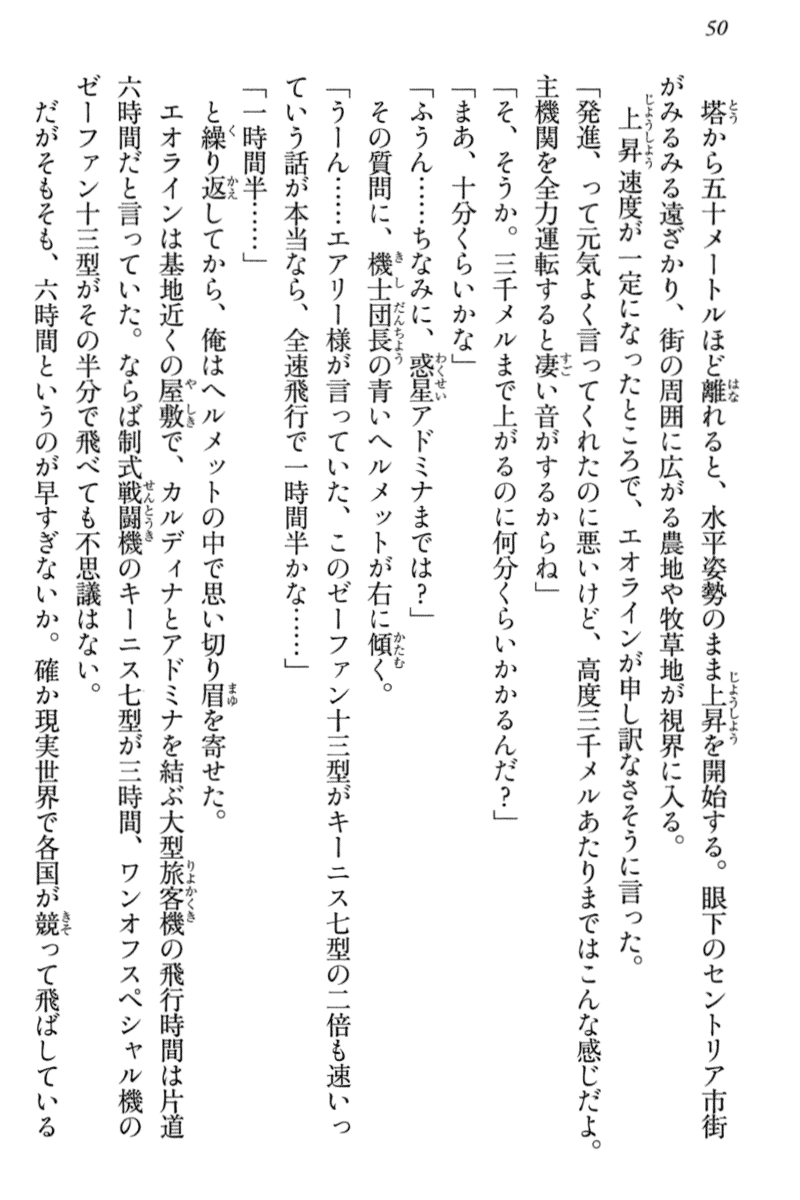 50
塔から五十メートルほど離れると、水平姿勢のまま上昇を開始する。眼下のセントリア市街
がみるみる遠ざかり、街の周囲に広がる農地や牧草地が視界に入る。
上昇速度が一定になったところで、エオラインが申し訳なさそうに言った。
「発進、って元気よく言ってくれたのに悪いけど、高度三千メルあたりまではこんな感じだよ。
主機関を全力運転すると凄い音がするからね」
「そ、そうか。三千メルまで上がるのに何分くらいかかるんだ？」
「まあ、十分くらいかな」
「ふうん……ちなみに、惑星アドミナまでは？」
その質問に、機士団長の青いヘルメットが右に傾く。
「うーん……エアリー様が言っていた、このゼーファン十三型がキーニス七型の二倍も速いっ
ていう話が本当なら、全速飛行で一時間半かな……」
「一時間半……」
と繰り返してから、俺はヘルメットの中で思い切り眉を寄せた。
エオラインは基地近くの屋敷で、カルディナとアドミナを結ぶ大型旅客機の飛行時間は片道
六時間だと言っていた。ならば制式戦闘機のキーニス七型が三時間、ワンオフスペシャル機の
ゼーファン十三型がその半分で飛べても不思議はない。
だがそもそも、六時間というのが早すぎないか。確か現実世界で各国が競って飛ばしている